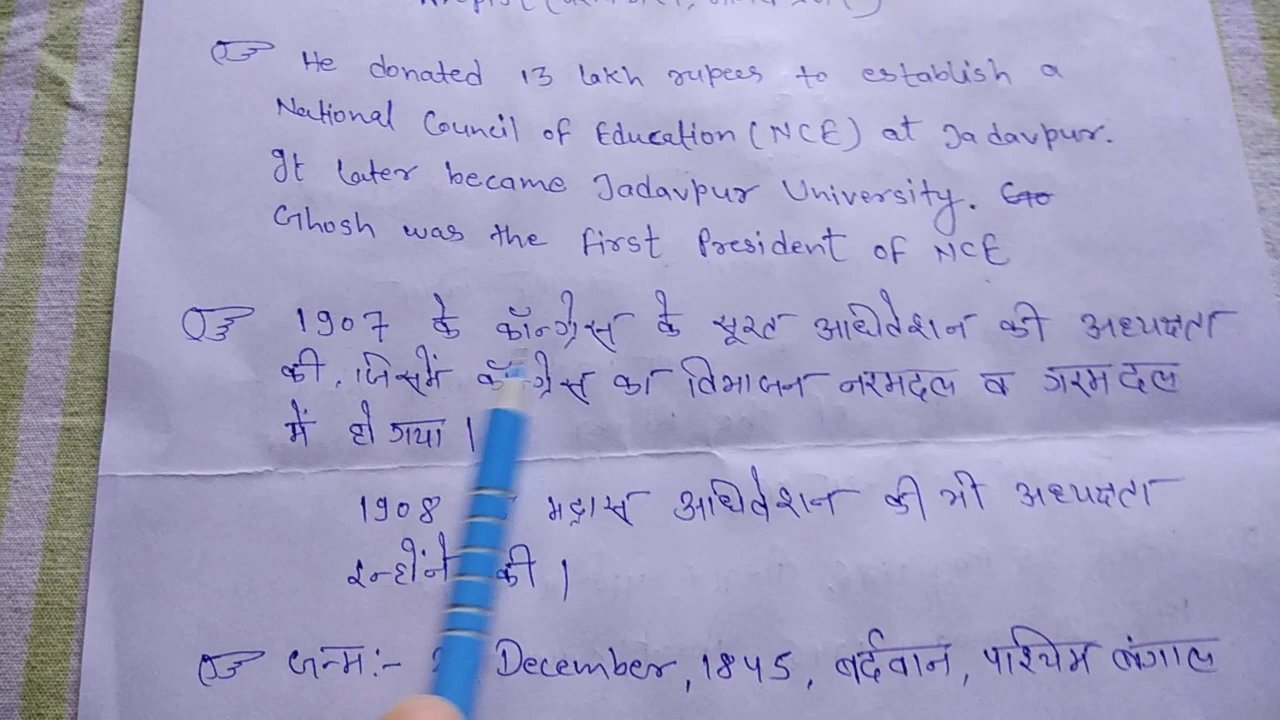 He donated 13 lakh rupees to establish a
National Council of Education (NCE) at Jadavpur.
It later became Jadavpur University.
Ghosh was the first President of NCE
1907 के कॉन्ग्रेस के सूरत अधिवेशन की अध्यक्षता
की, जिसमें कॉन्ग्रेस का विभाजन नरमदल व गरमदल
में हो गया ।
1908 मद्रास अधिवेशन की भी अध्यक्षता
इन्होंने की ।
जन्म:- December, 1845, बर्दवान, पश्चिम बंगाल